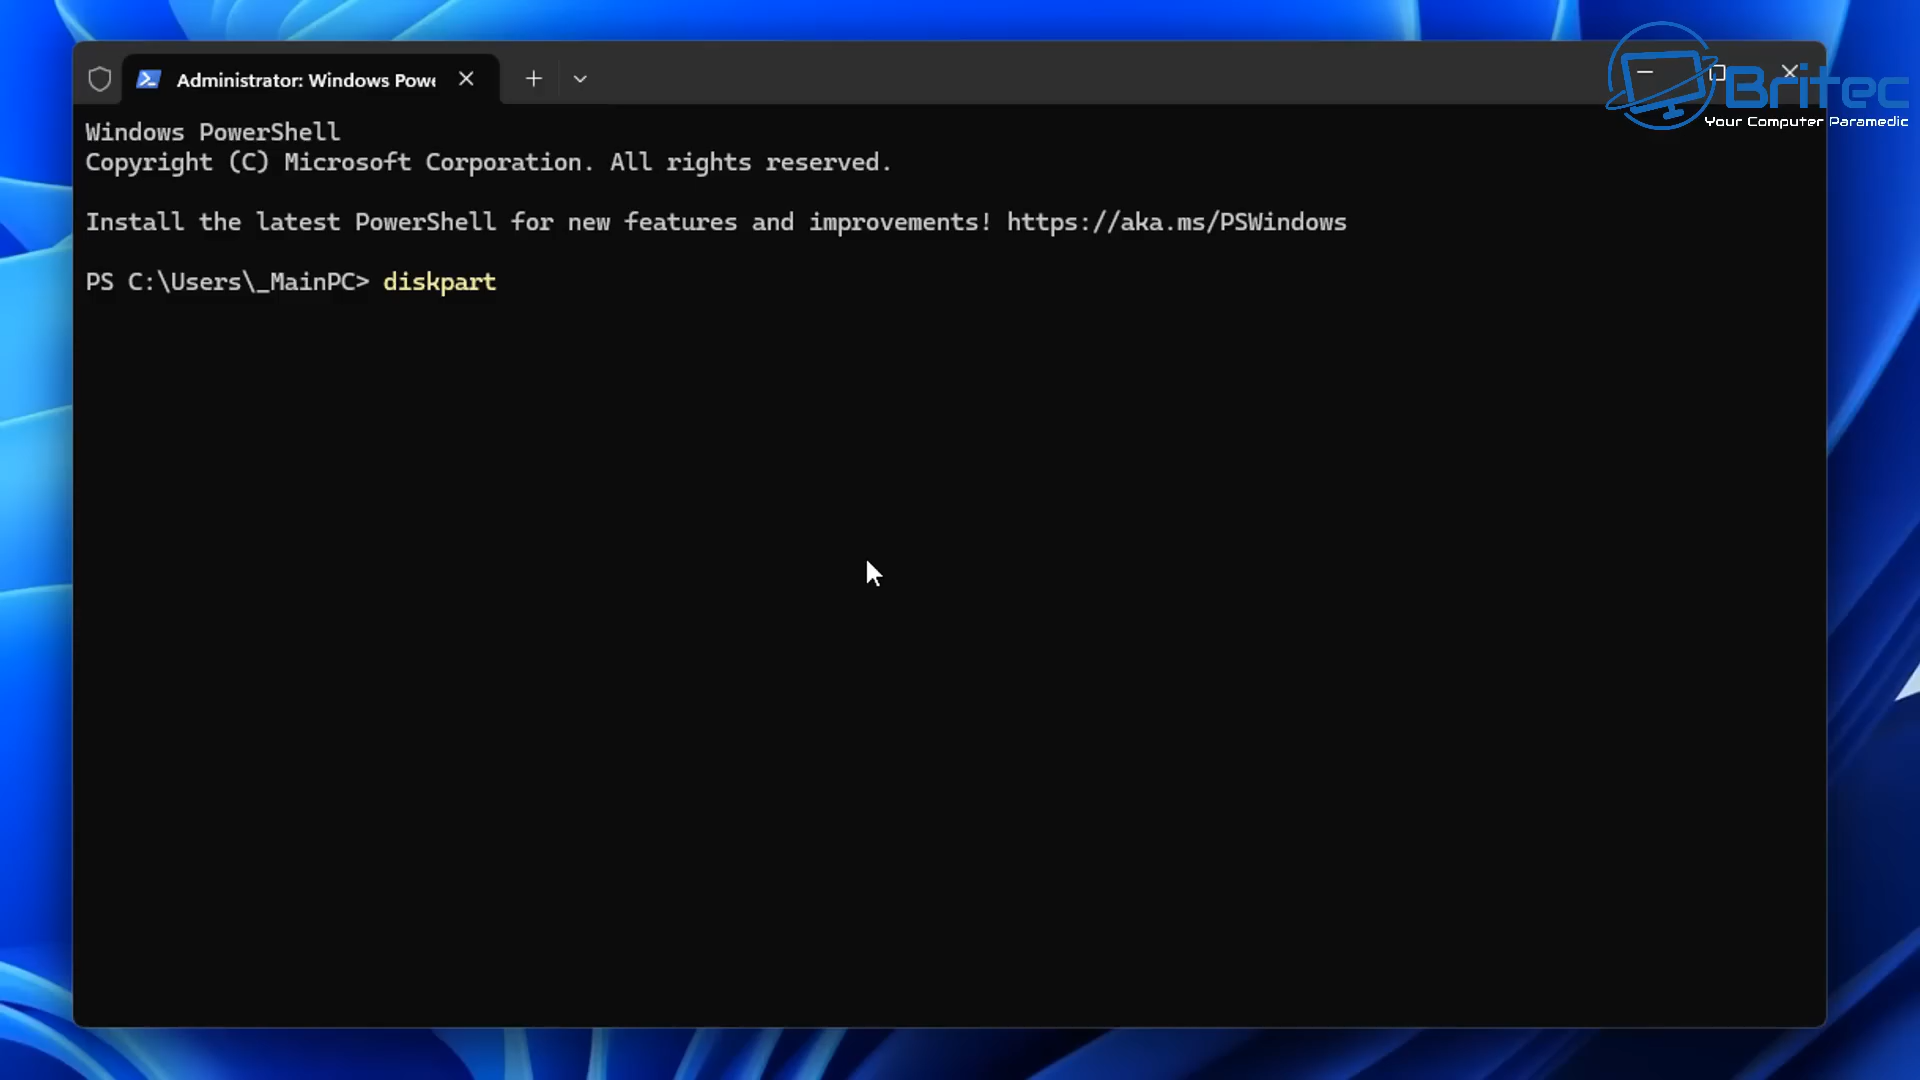 Administrator: Windows Powe
Britec
Your Computer Paramedic
Windows PowerShell
Copyright (C) Microsoft Corporation. All rights reserved.
Install the latest PowerShell for new features and improvements! https://aka.ms/PSWindows
PS C:\Users\_MainPC> diskpart